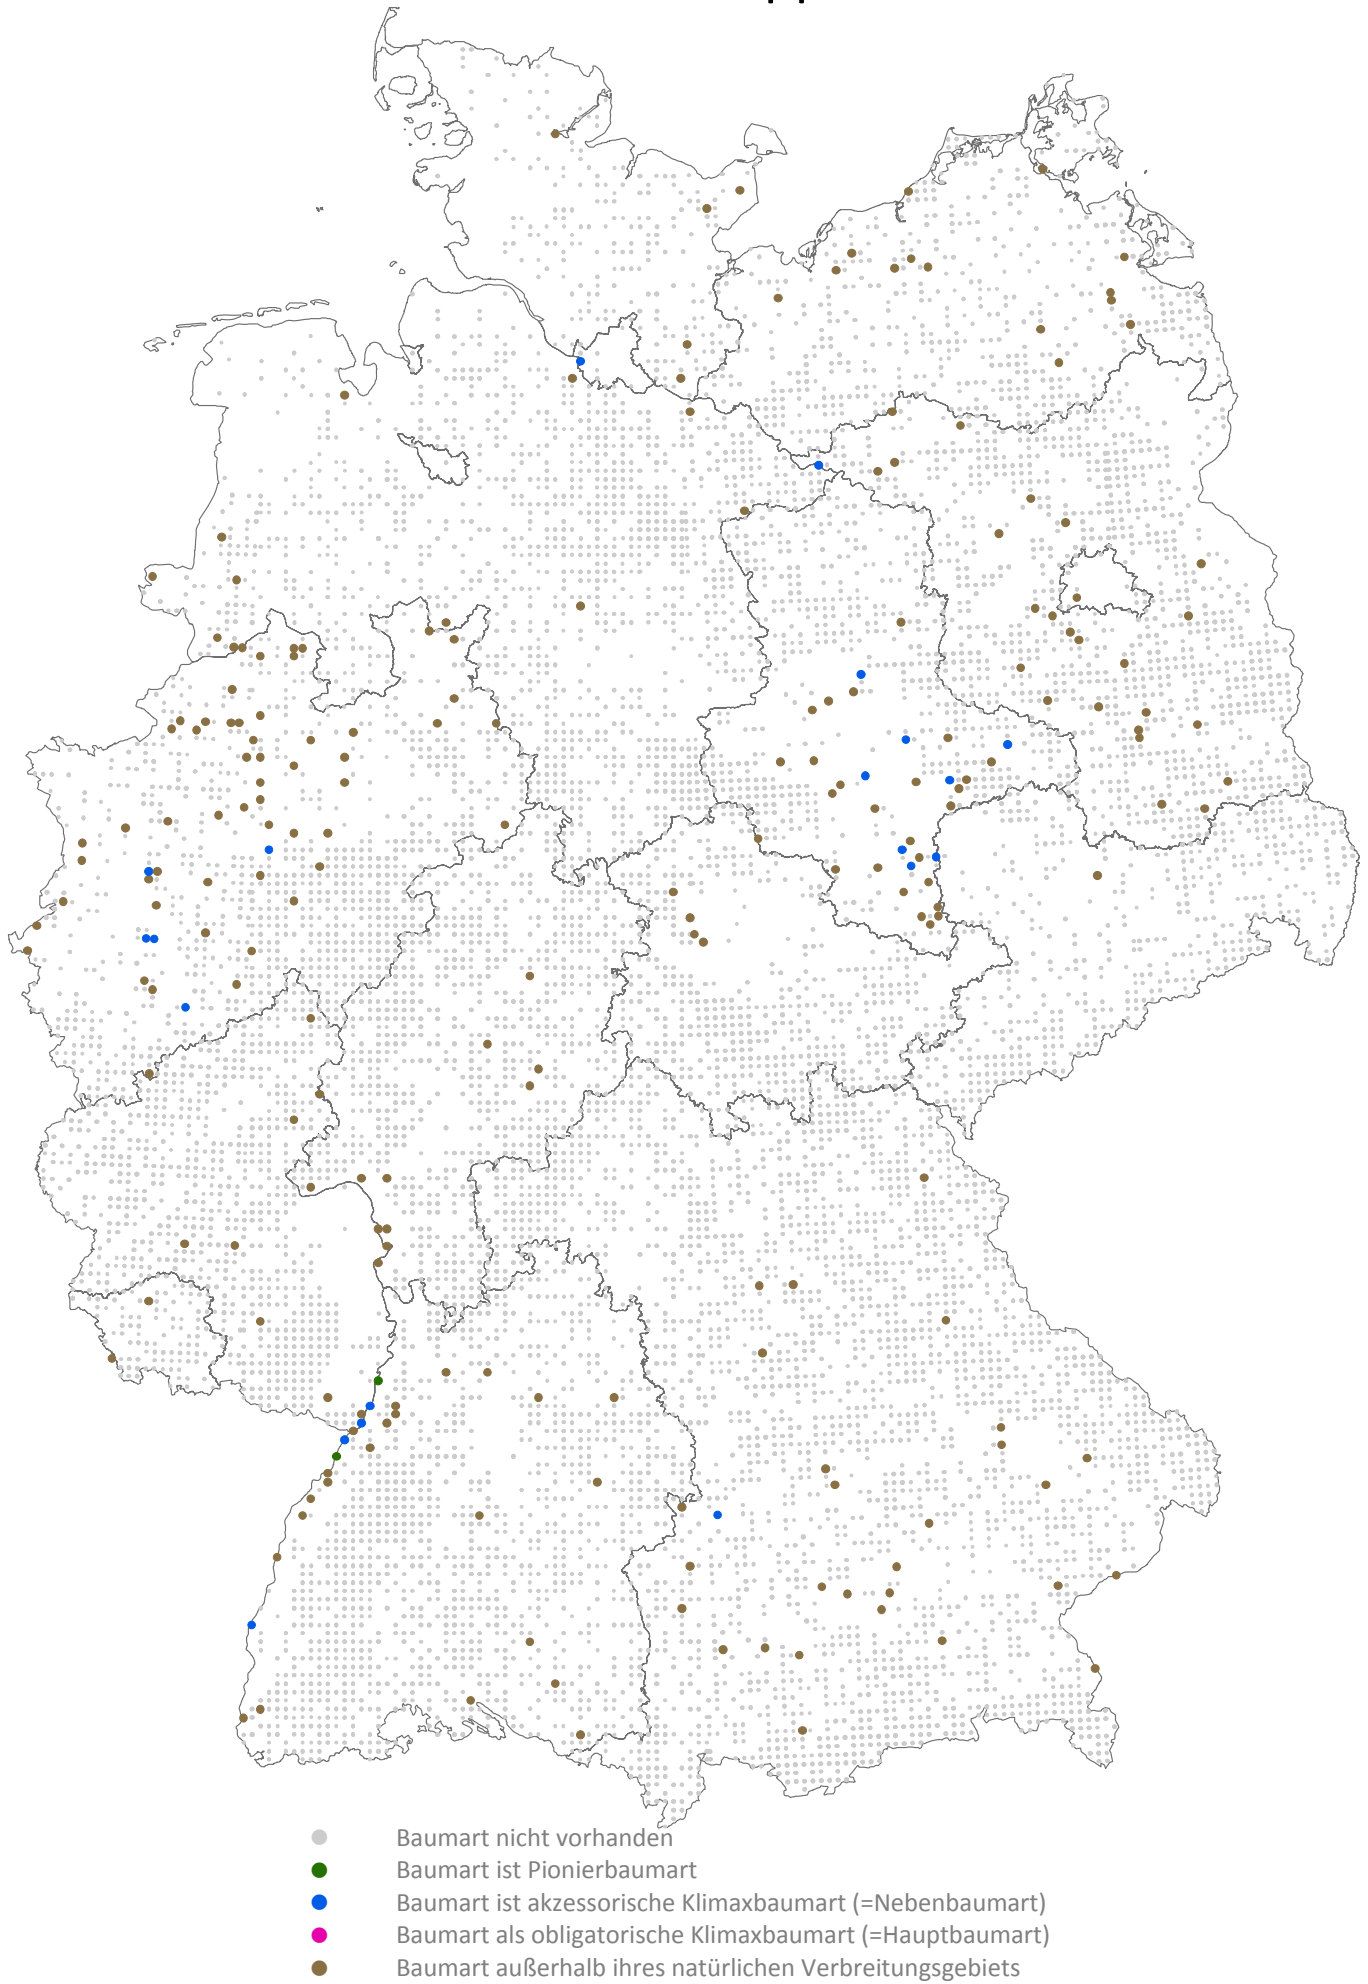 Baumart nicht vorhanden
Baumart ist Pionierbaumart
Baumart ist akzessorische Klimaxbaumart (=Nebenbaumart)
Baumart als obligatorische Klimaxbaumart (=Hauptbaumart)
Baumart außerhalb ihres natürlichen Verbreitungsgebiets